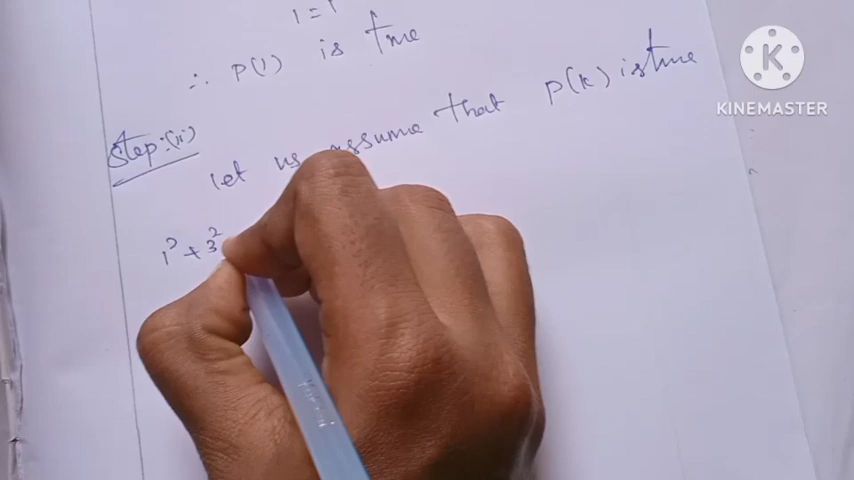 1 = 1
∴ P(1) is true
Step:(ii)
let us assume that P(k) is true
1² + 3²
KINEMASTER